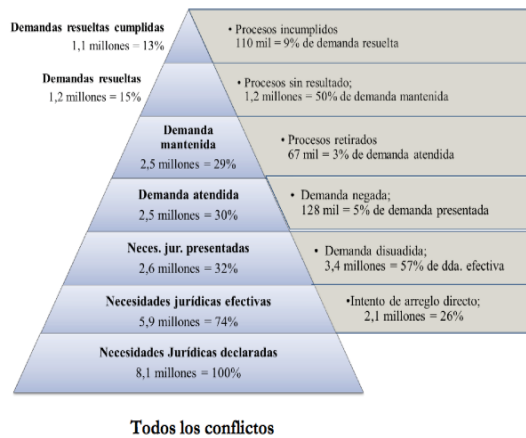 Demandas resueltas cumplidas
1,1 millones = 13%
• Procesos incumplidos
110 mil = 9% de demanda resuelta
Demandas resueltas
1,2 millones = 15%
• Procesos sin resultado;
1,2 millones = 50% de demanda mantenida
Demanda
mantenida
2,5 millones = 29%
• Procesos retirados
67 mil = 3% de demanda atendida
Demanda atendida
2,5 millones = 30%
• Demanda negada;
128 mil = 5% de demanda presentada
Neces. jur. presentadas
2,6 millones = 32%
• Demanda disuadida;
3,4 millones = 57% de dda. efectiva
Necesidades jurídicas efectivas
5,9 millones = 74%
•Intento de arreglo directo;
2,1 millones = 26%
Necesidades Jurídicas declaradas
8,1 millones = 100%
Todos los conflictos